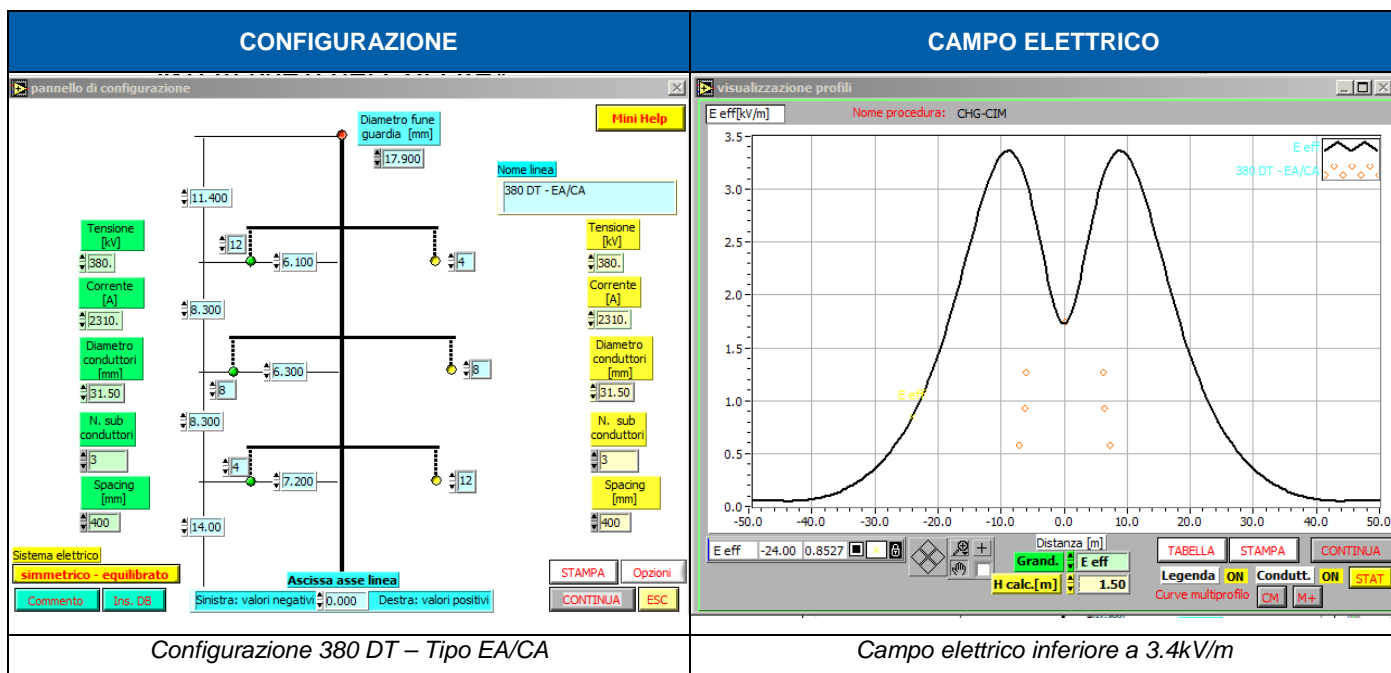 CONFIGURAZIONE
CAMPO ELETTRICO
pannello di configurazione
Diametro fune
guardia [mm]
17.900
Mini Help
Nome linea
380 DT - EA/CA
11.400
Tensione
[kV]
380.
12
6.100
4
Tensione
[kV]
380.
Corrente
[A]
2310.
8.300
Corrente
[A]
2310.
Diametro
conduttori
[mm]
31.50
8
6.300
8
Diametro
conduttori
[mm]
31.50
N. sub
conduttori
3
8.300
N. sub
conduttori
3
Spacing
[mm]
400
4
7.200
12
Spacing
[mm]
400
14.00
Sistema elettrico
simmetrico - equilibrato
Commento
Ins. DB
Ascissa asse linea
Sinistra: valori negativi
0.000
Destra: valori positivi
STAMPA
Opzioni
CONTINUA
ESC
visualizzazione profili
E eff[kV/m]
Nome procedura:
CHG-CIM
E eff
380 DT - EA/CA
3.5
3.0
2.5
2.0
1.5
1.0
0.5
0.0
E eff
-50.0 -40.0 -30.0 -20.0 -10.0 0.0 10.0 20.0 30.0 40.0 50.0
Distanza [m]
E eff -24.00 0.8527
Grand. E eff
H calc.[m] 1.50
TABELLA
STAMPA
CONTINUA
Legenda ON
Condutt. ON
STAT
Curve multiprofilo
CM
M+
Configurazione 380 DT – Tipo EA/CA
Campo elettrico inferiore a 3.4kV/m